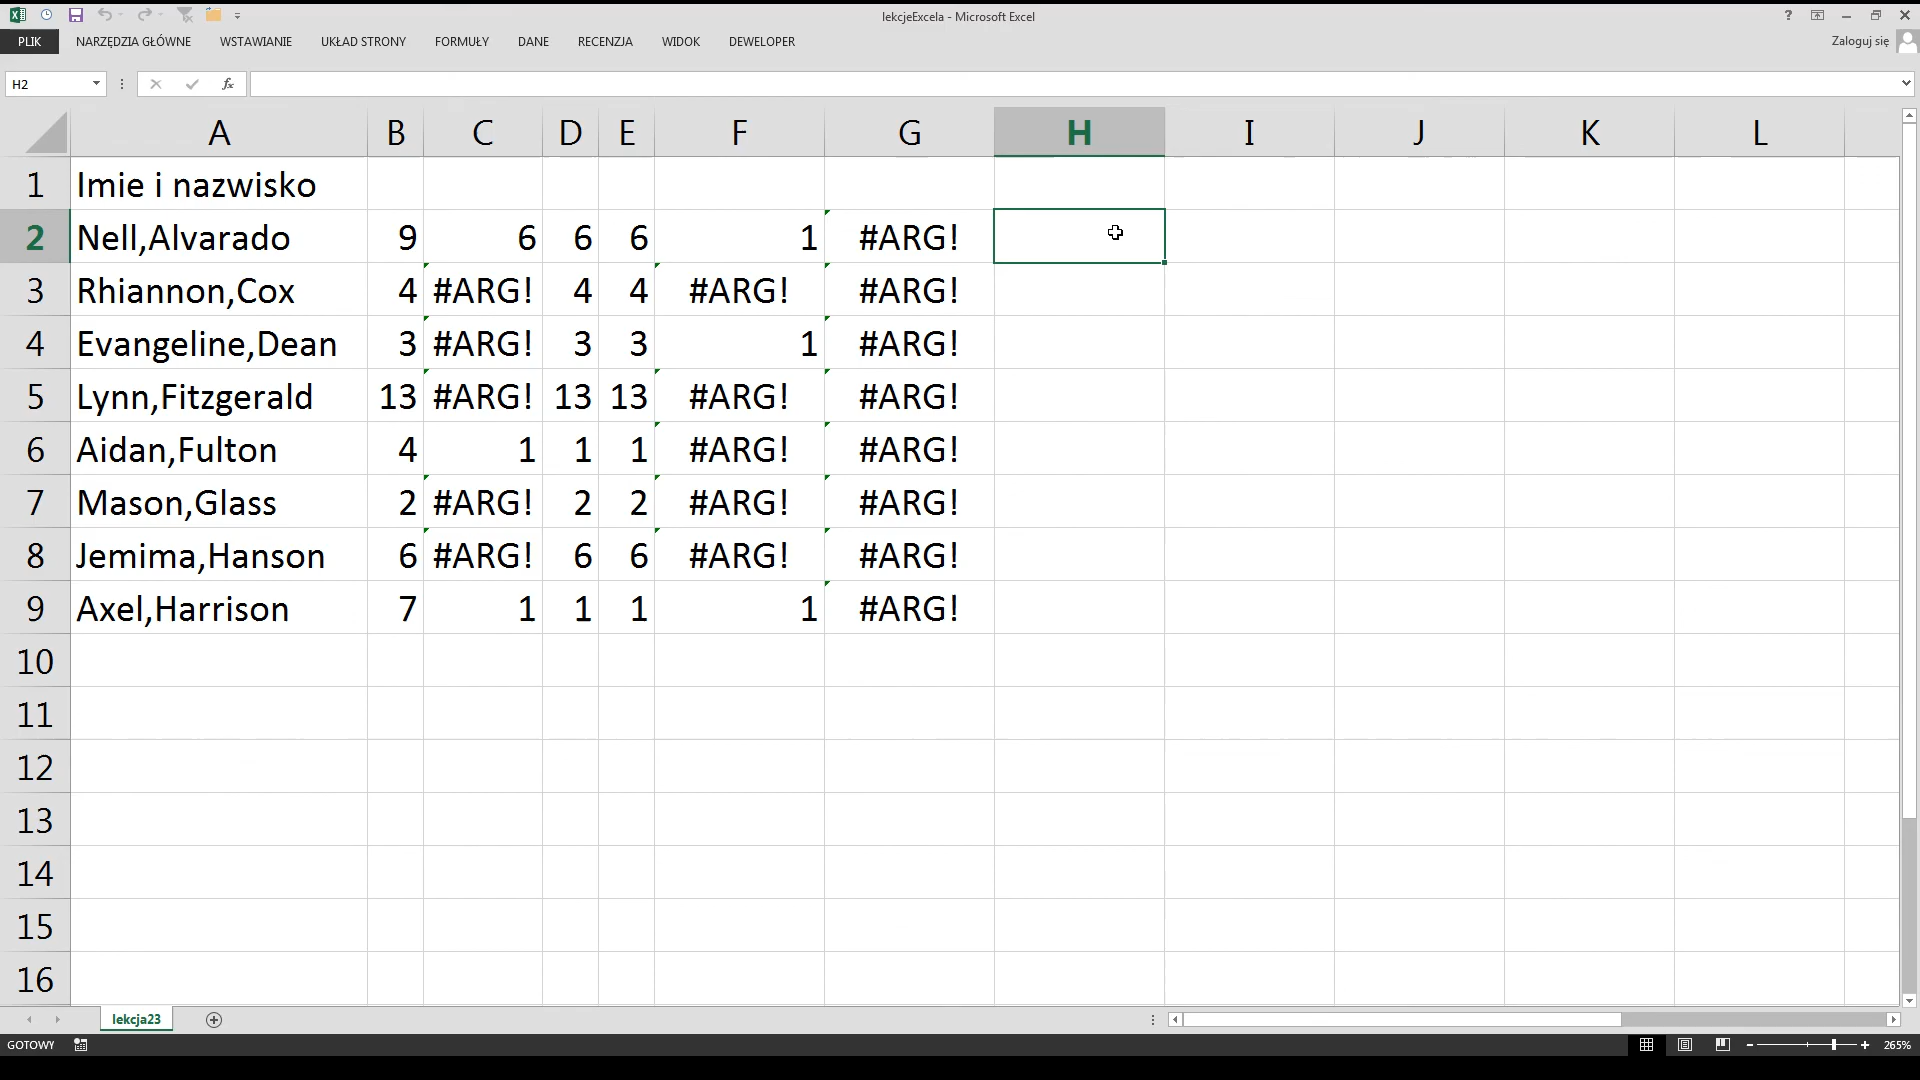 lekcjeExcela - Microsoft Excel
PLIK NARZĘDZIA GŁÓWNE WSTAWIANIE UKŁAD STRONY FORMUŁY DANE RECENZJA WIDOK DEWELOPER Zaloguj się
H2 fx
A B C D E F G H I J K L
1 Imie i nazwisko
2 Nell,Alvarado 9 6 6 6 1 #ARG!
3 Rhiannon,Cox 4 #ARG! 4 4 #ARG! #ARG!
4 Evangeline,Dean 3 #ARG! 3 3 1 #ARG!
5 Lynn,Fitzgerald 13 #ARG! 13 13 #ARG! #ARG!
6 Aidan,Fulton 4 1 1 1 #ARG! #ARG!
7 Mason,Glass 2 #ARG! 2 2 #ARG! #ARG!
8 Jemima,Hanson 6 #ARG! 6 6 #ARG! #ARG!
9 Axel,Harrison 7 1 1 1 1 #ARG!
10
11
12
13
14
15
16
lekcja23
GOTOWY 265%